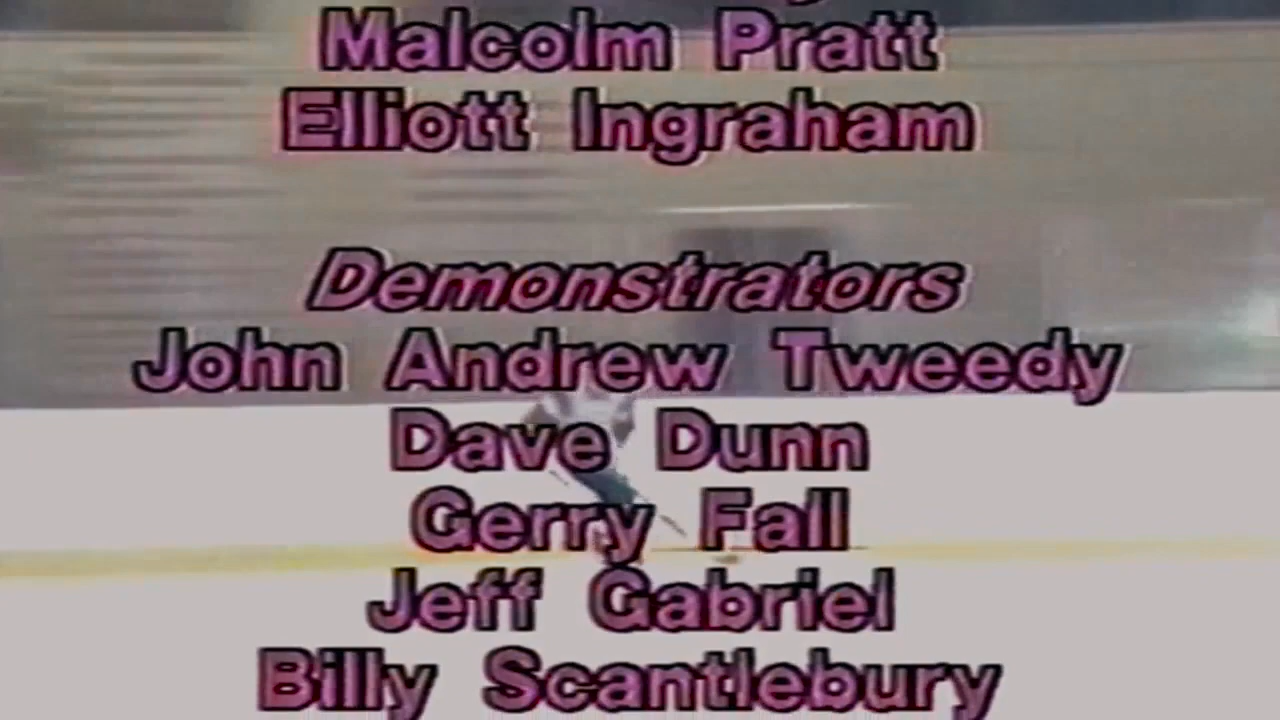 Malcolm Pratt
Elliott Ingraham
Demonstrators
John Andrew Tweedy
Dave Dunn
Gerry Fall
Jeff Gabriel
Billy Scantlebury